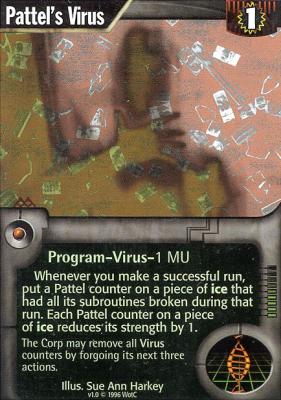 Pattel's Virus
1
Program-Virus-1 MU
Whenever you make a successful run,
put a Pattel counter on a piece of ice that
had all its subroutines broken during that
run. Each Pattel counter on a piece
of ice reduces its strength by 1.
The Corp may remove all Virus
counters by forgoing its next three
actions.
Illus. Sue Ann Harkey
v1.0 © 1996 WotC